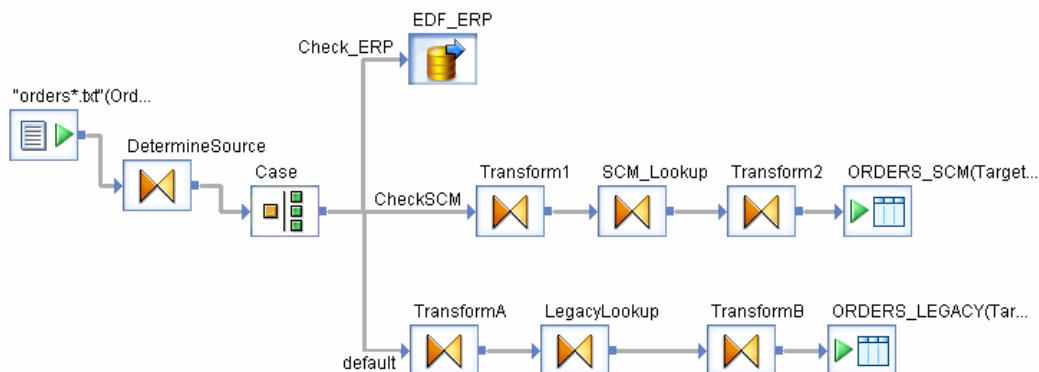 EDF_ERP
Check_ERP
"orders*.txt"(Ord...
DetermineSource
Case
CheckSCM
Transform1
SCM_Lookup
Transform2
ORDERS_SCM(Target...
TransformA
LegacyLookup
TransformB
ORDERS_LEGACY(Tar...
default